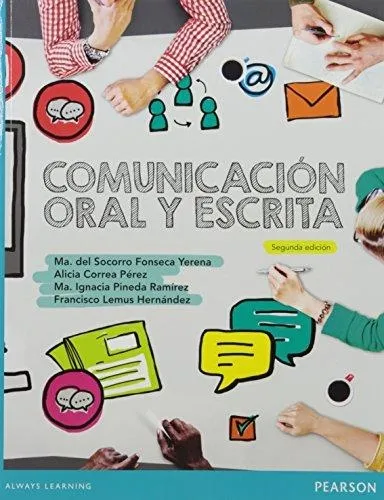 COMUNICACIÓN
ORAL Y ESCRITA
Segunda edición
Ma. del Socorro Fonseca Yerena
Alicia Correa Pérez
Ma. Ignacia Pineda Ramírez
Francisco Lemus Hernández
@
ALWAYS LEARNING
PEARSON